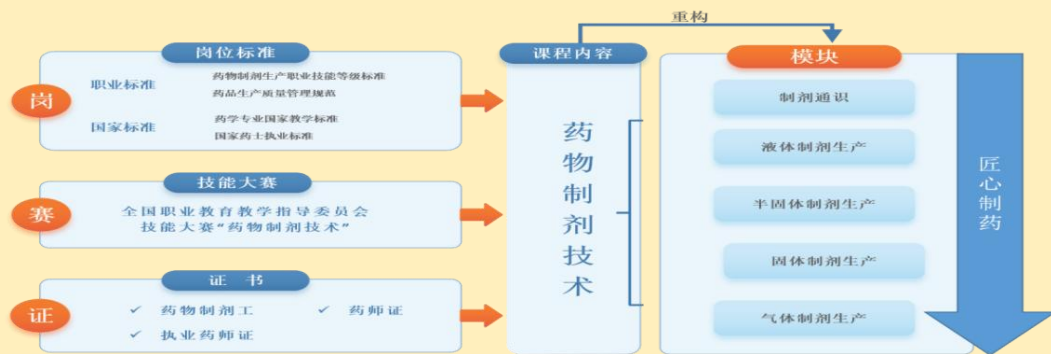 重构
岗位标准
岗
职业标准
药物制剂生产职业技能等级标准
药品生产质量管理规范
国家标准
药学专业国家教学标准
国家药士执业标准
技能大赛
赛
全国职业教育教学指导委员会
技能大赛“药物制剂技术”
证 书
证
✓ 药物制剂工 ✓ 药师证
✓ 执业药师证
课程内容
药物制剂技术
模块
制剂通识
液体制剂生产
半固体制剂生产
固体制剂生产
气体制剂生产
匠心制药